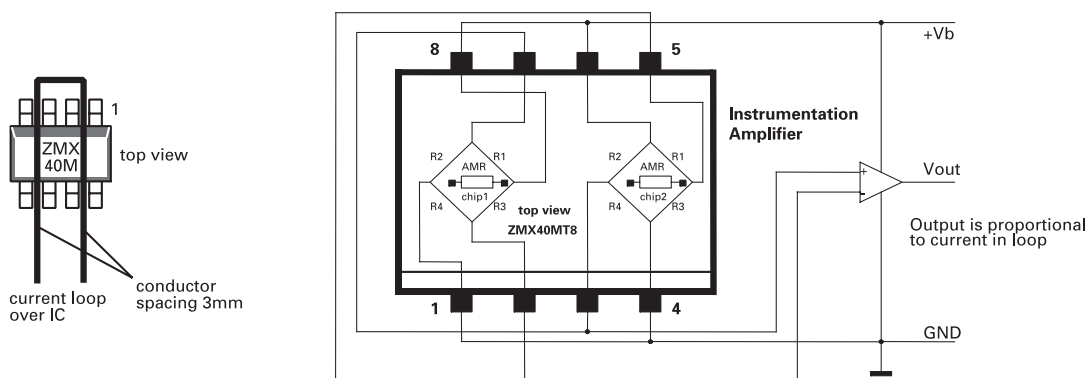 1
ZMX
40M
top view
conductor
spacing 3mm
current loop
over IC
8
5
+Vb
Instrumentation
Amplifier
R2
R1
AMR
chip1
R4
R3
R2
R1
AMR
chip2
R4
R3
top view
ZMX40MT8
+
-
Vout
Output is proportional
to current in loop
1
4
GND